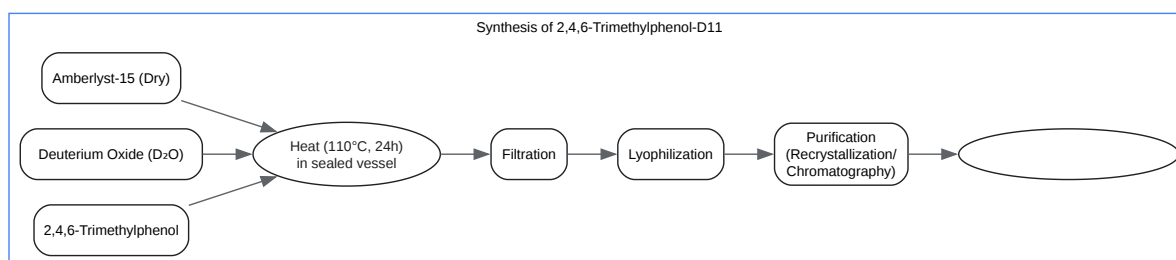 Synthesis of 2,4,6-Trimethylphenol-D11
Amberlyst-15 (Dry)
Deuterium Oxide (D₂O)
2,4,6-Trimethylphenol
Heat (110°C, 24h)
in sealed vessel
Filtration
Lyophilization
Purification
(Recrystallization/
Chromatography)